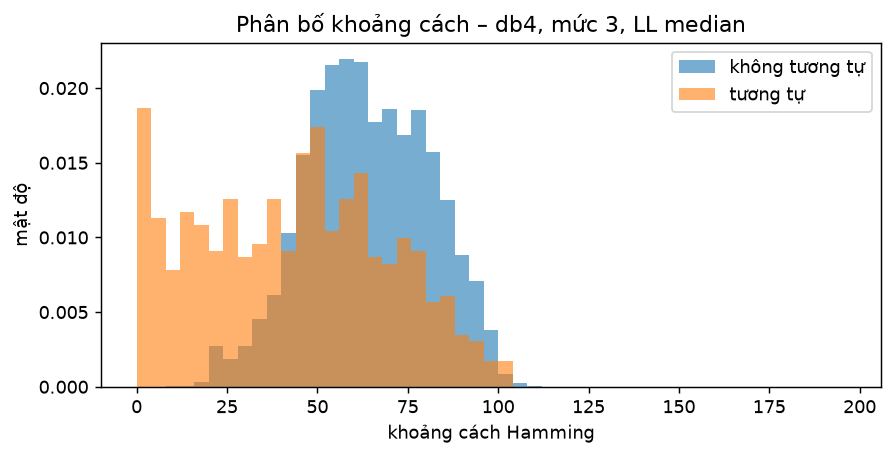 Phân bố khoảng cách – db4, mức 3, LL median
không tương tự
tương tự
mật độ
0.020
0.015
0.010
0.005
0.000
0 25 50 75 100 125 150 175 200
khoảng cách Hamming